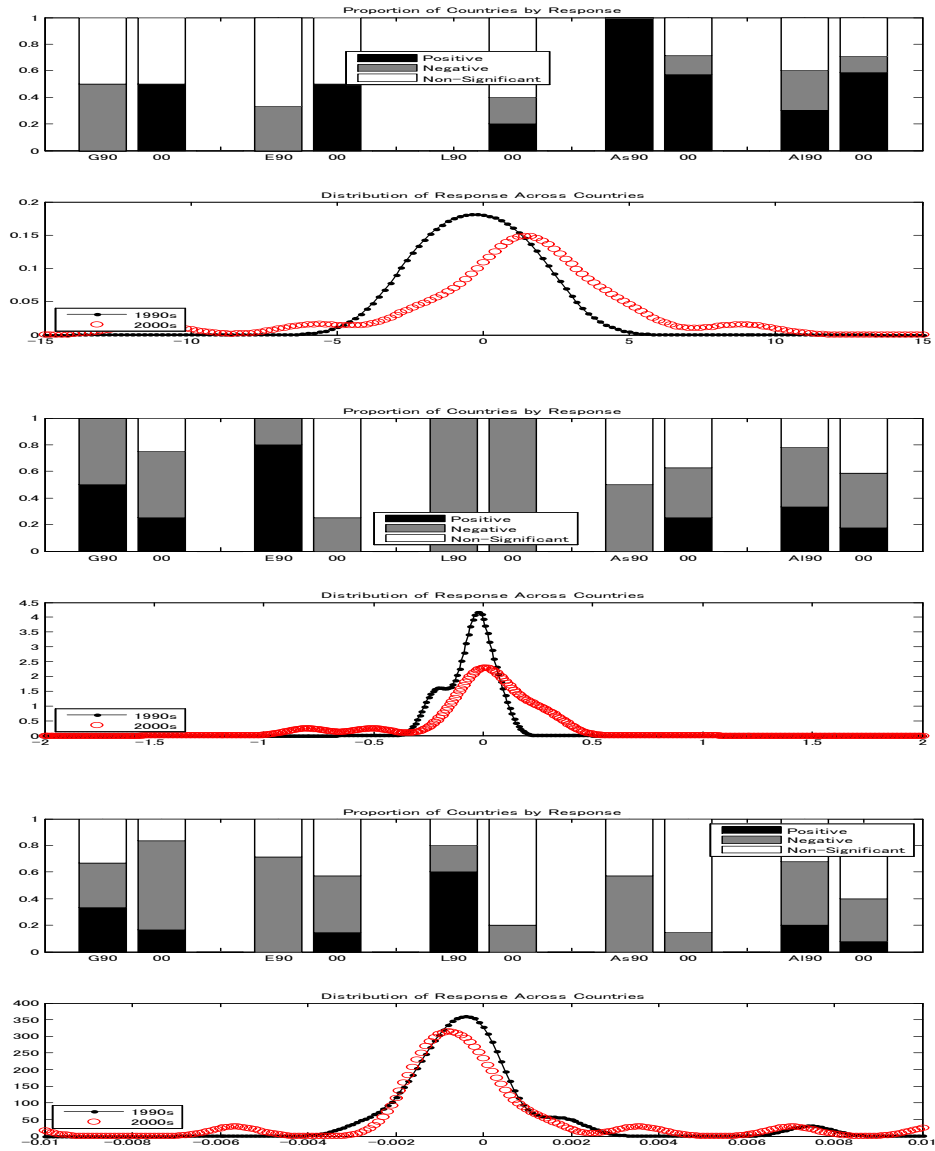 Proportion of Countries by Response
1
0.8
0.6
0.4
0.2
0
Positive
Negative
Non-Significant
G90 00 E90 00 L90 00 As90 00 Al90 00
Distribution of Response Across Countries
0.2
0.15
0.1
0.05
0
1990s
2000s
-15 -10 -5 0 5 10 15
Proportion of Countries by Response
1
0.8
0.6
0.4
0.2
0
Positive
Negative
Non-Significant
G90 00 E90 00 L90 00 As90 00 Al90 00
Distribution of Response Across Countries
4.5
4
3.5
3
2.5
2
1.5
1
0.5
0
1990s
2000s
-2 -1.5 -1 -0.5 0 0.5 1 1.5 2
Proportion of Countries by Response
1
0.8
0.6
0.4
0.2
0
Positive
Negative
Non-Significant
G90 00 E90 00 L90 00 As90 00 Al90 00
Distribution of Response Across Countries
400
350
300
250
200
150
100
50
0
1990s
2000s
-0.01 -0.008 -0.006 -0.004 -0.002 0 0.002 0.004 0.006 0.008 0.01